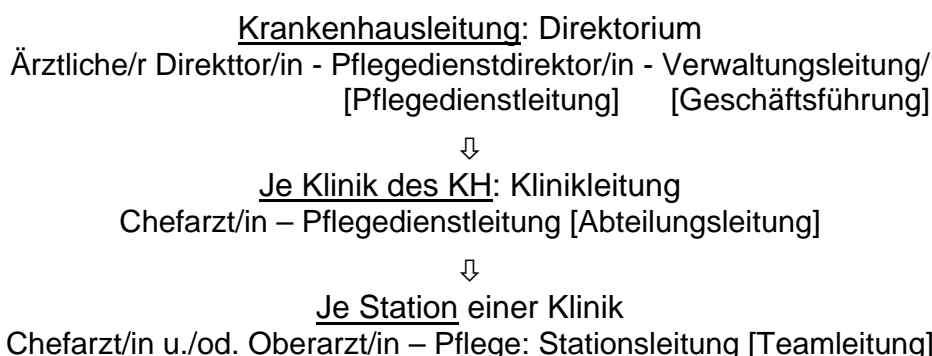 Krankenhausleitung: Direktorium
Ärztliche/r Direkttor/in - Pflegedienstdirektor/in - Verwaltungsleitung/
[Pflegedienstleitung] [Geschäftsführung]
⇩
Je Klinik des KH: Klinikleitung
Chefarzt/in – Pflegedienstleitung [Abteilungsleitung]
⇩
Je Station einer Klinik
Chefarzt/in u./od. Oberarzt/in – Pflege: Stationsleitung [Teamleitung]